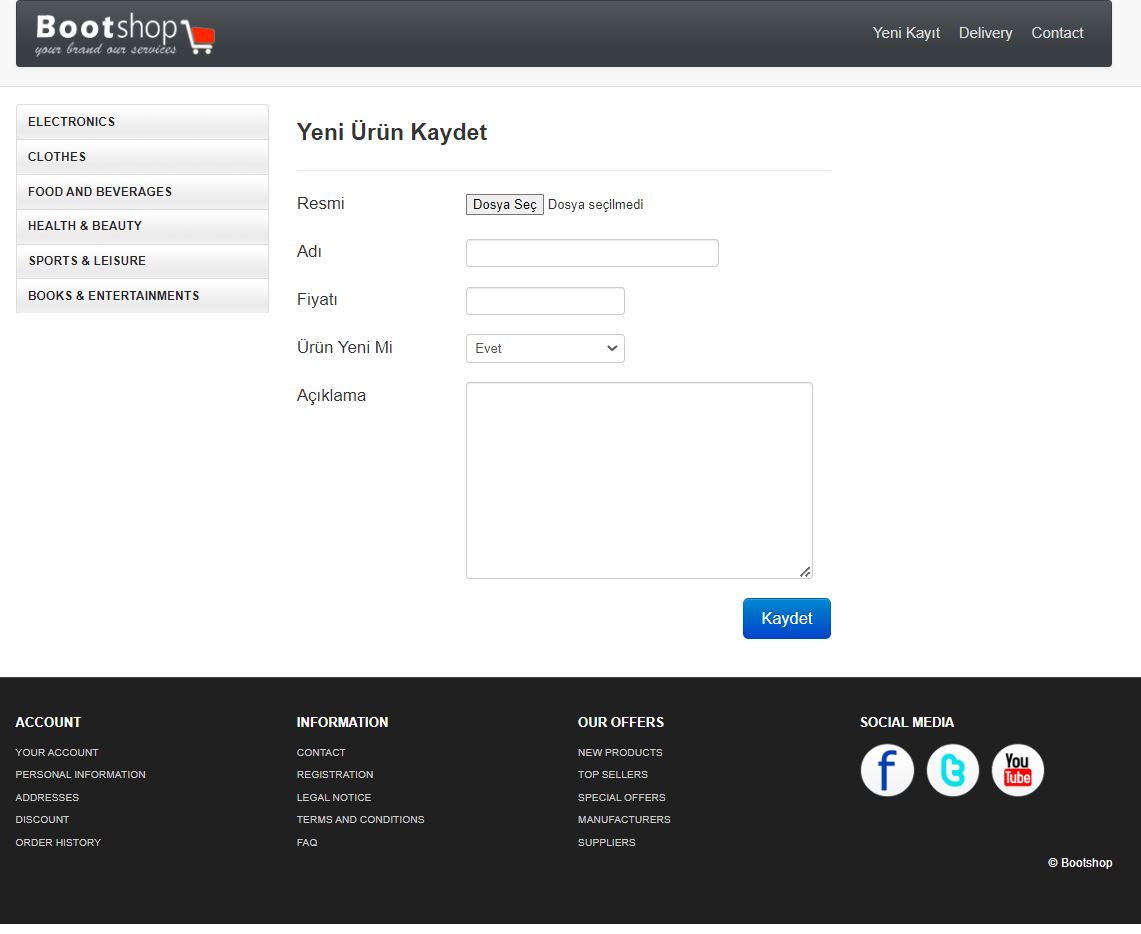 Bootshop
your brand our services
Yeni Kayıt Delivery Contact
ELECTRONICS
CLOTHES
FOOD AND BEVERAGES
HEALTH & BEAUTY
SPORTS & LEISURE
BOOKS & ENTERTAINMENTS
Yeni Ürün Kaydet
Resmi Dosya Seç Dosya seçilmedi
Adı
Fiyatı
Ürün Yeni Mi Evet
Açıklama
Kaydet
ACCOUNT
YOUR ACCOUNT
PERSONAL INFORMATION
ADDRESSES
DISCOUNT
ORDER HISTORY
INFORMATION
CONTACT
REGISTRATION
LEGAL NOTICE
TERMS AND CONDITIONS
FAQ
OUR OFFERS
NEW PRODUCTS
TOP SELLERS
SPECIAL OFFERS
MANUFACTURERS
SUPPLIERS
SOCIAL MEDIA
f
t
You
Tube
© Bootshop